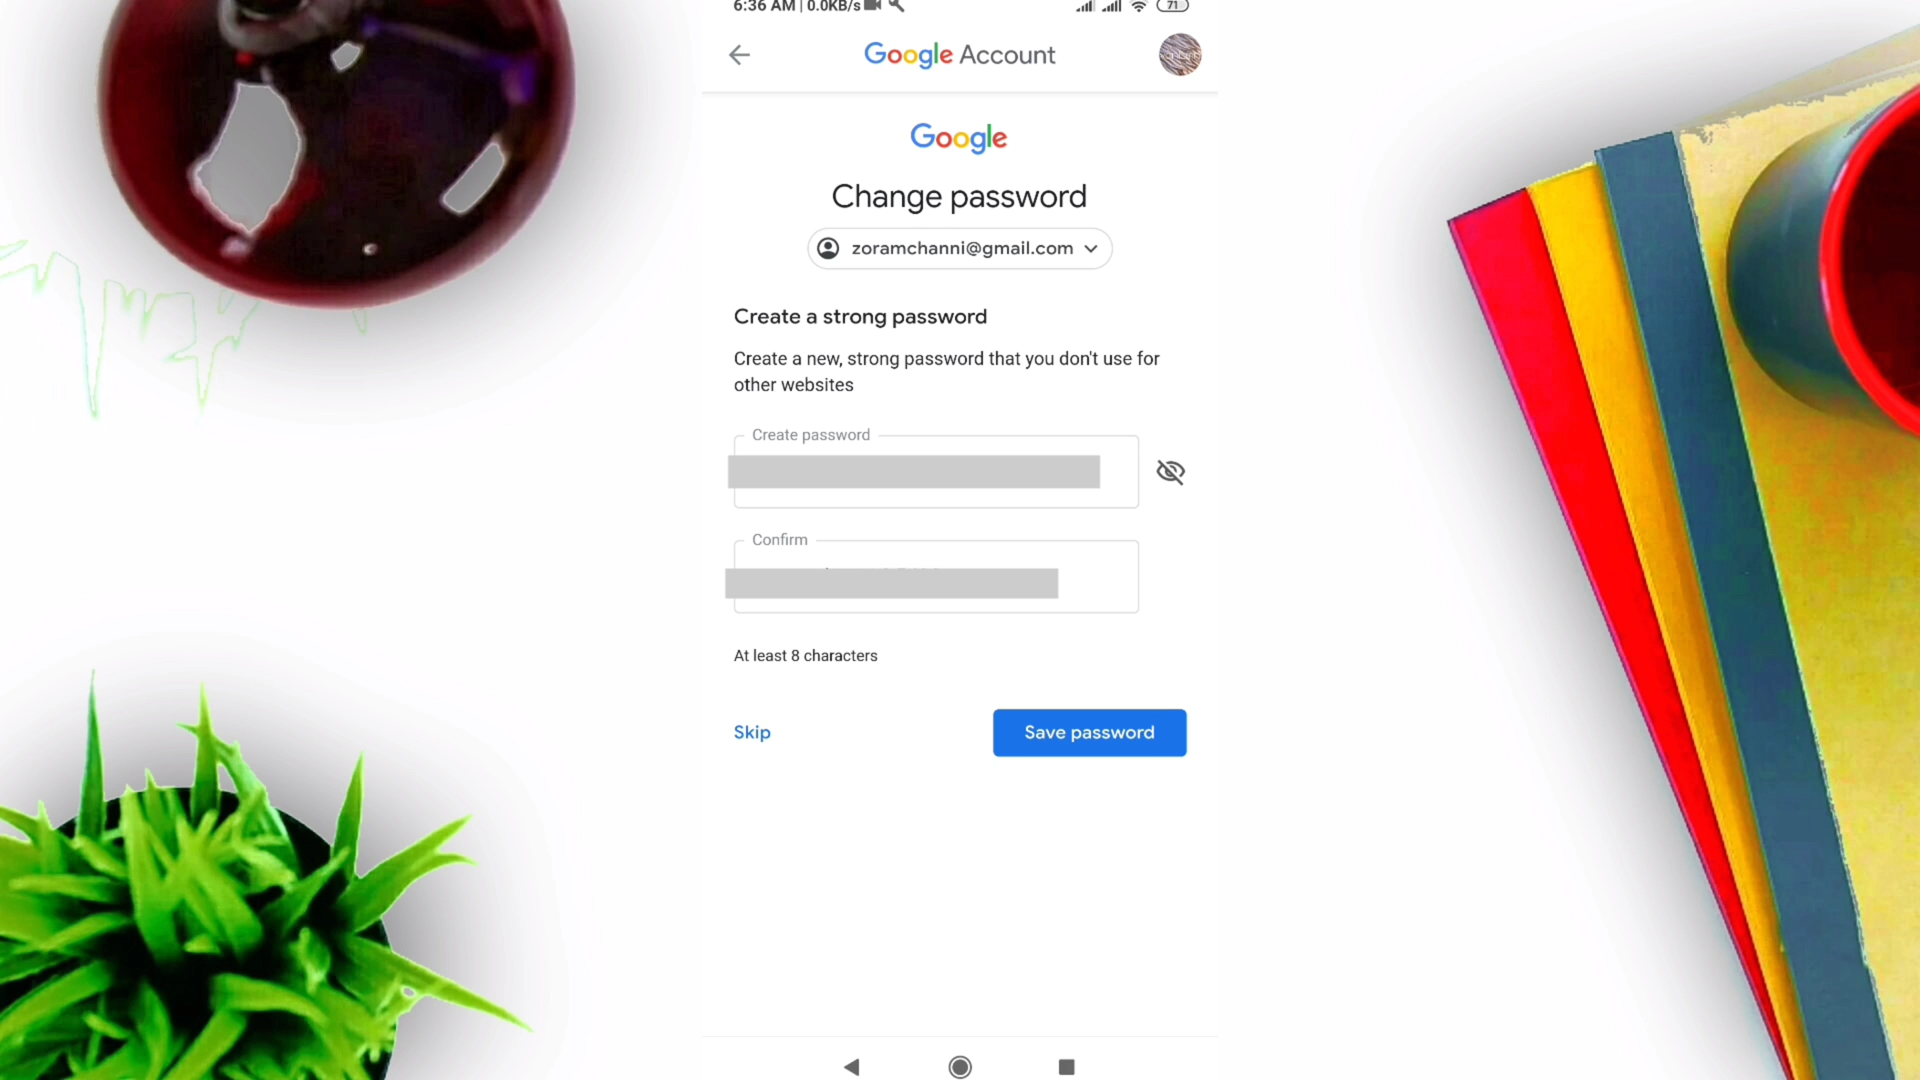 6:36 AM | 0.0KB/s
71
Google Account
Google
Change password
zoramchanni@gmail.com
Create a strong password
Create a new, strong password that you don't use for
other websites
Create password
Confirm
At least 8 characters
Skip
Save password